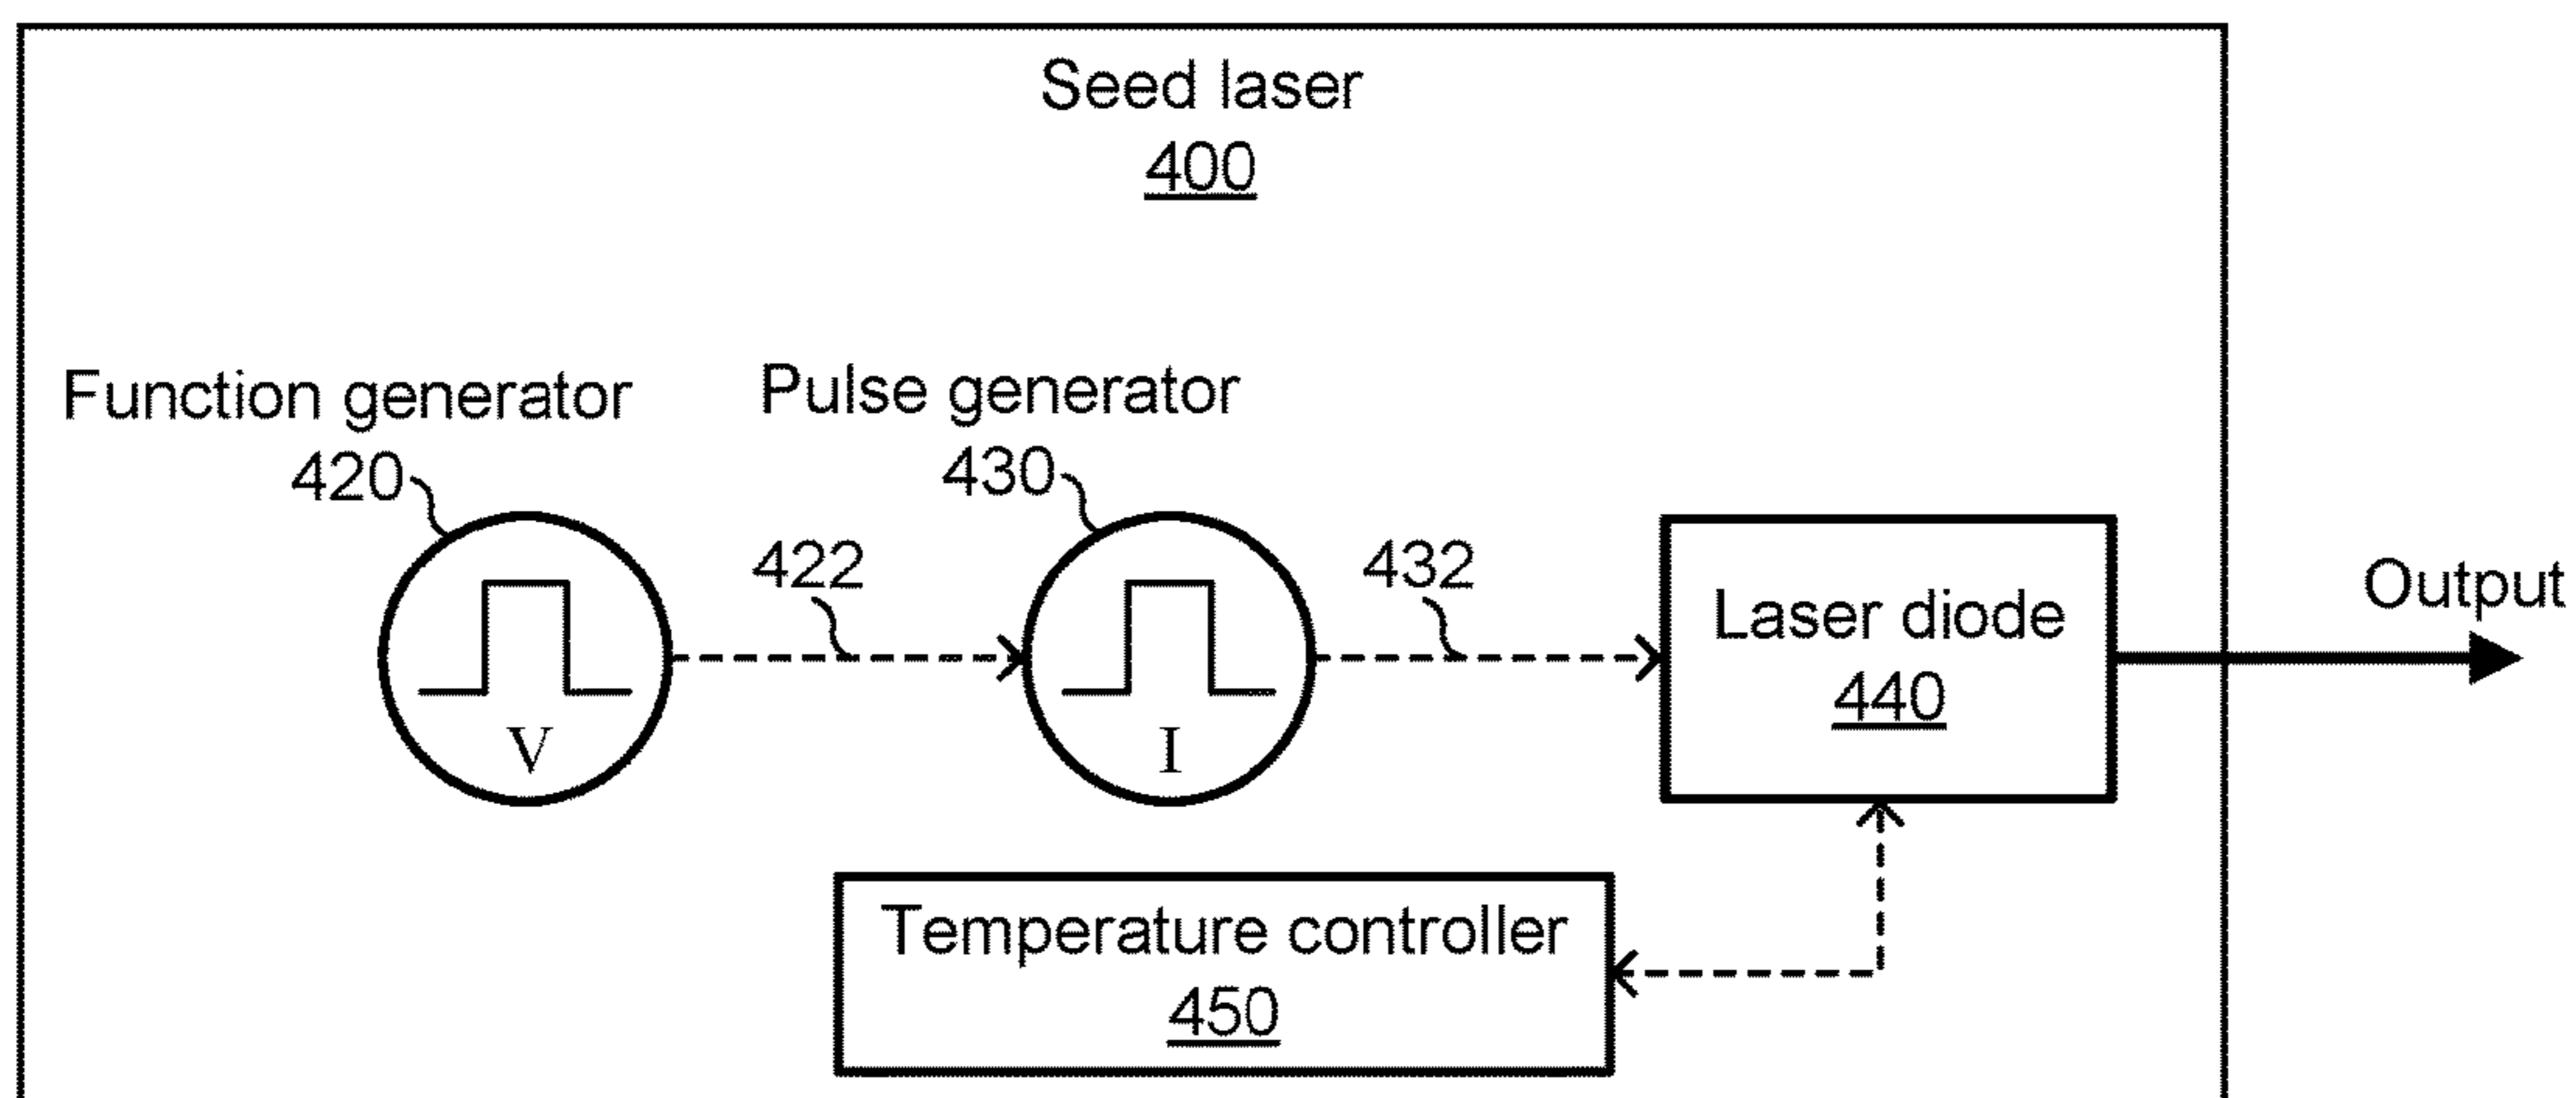 Seed laser
400
Function generator
420
Pulse generator
430
422
432
Laser diode
440
Output
V
I
Temperature controller
450